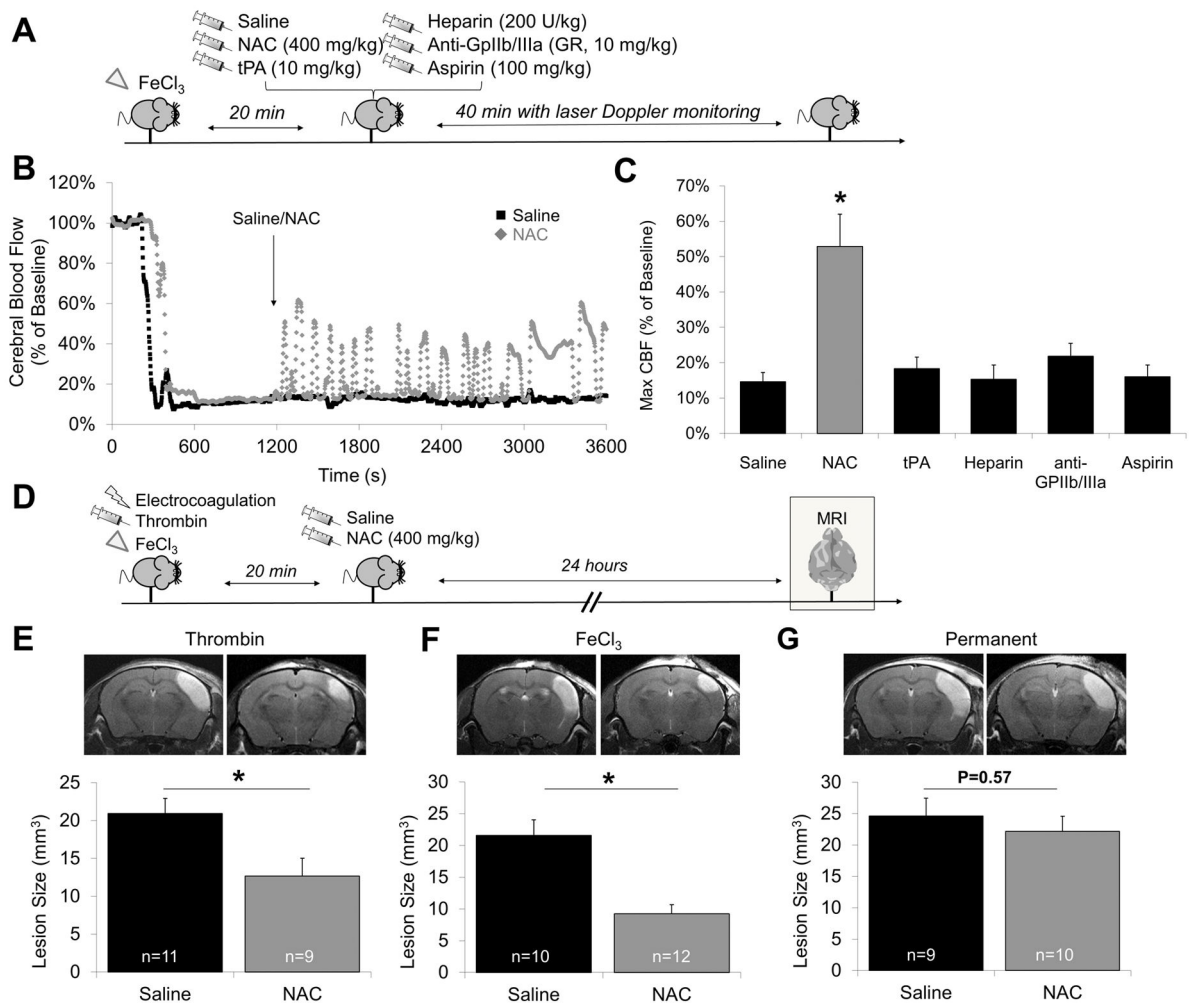 A
Saline
NAC (400 mg/kg)
tPA (10 mg/kg)
Heparin (200 U/kg)
Anti-GpIIb/IIIa (GR, 10 mg/kg)
Aspirin (100 mg/kg)
FeCl3
20 min
40 min with laser Doppler monitoring
B
120%
100%
80%
60%
40%
20%
0%
Cerebral Blood Flow
(% of Baseline)
Saline/NAC
Saline
NAC
0
600
1200
1800
2400
3000
3600
Time (s)
C
70%
60%
50%
40%
30%
20%
10%
0%
Max CBF (% of Baseline)
*
Saline
NAC
tPA
Heparin
anti-
GPIIb/IIIa
Aspirin
D
Electrocoagulation
Thrombin
FeCl3
Saline
NAC (400 mg/kg)
20 min
24 hours
MRI
E
Thrombin
25
20
15
10
5
0
Lesion Size (mm3)
*
n=11
n=9
Saline
NAC
F
FeCl3
30
25
20
15
10
5
0
Lesion Size (mm3)
*
n=10
n=12
Saline
NAC
G
Permanent
30
25
20
15
10
5
0
Lesion Size (mm3)
P=0.57
n=9
n=10
Saline
NAC